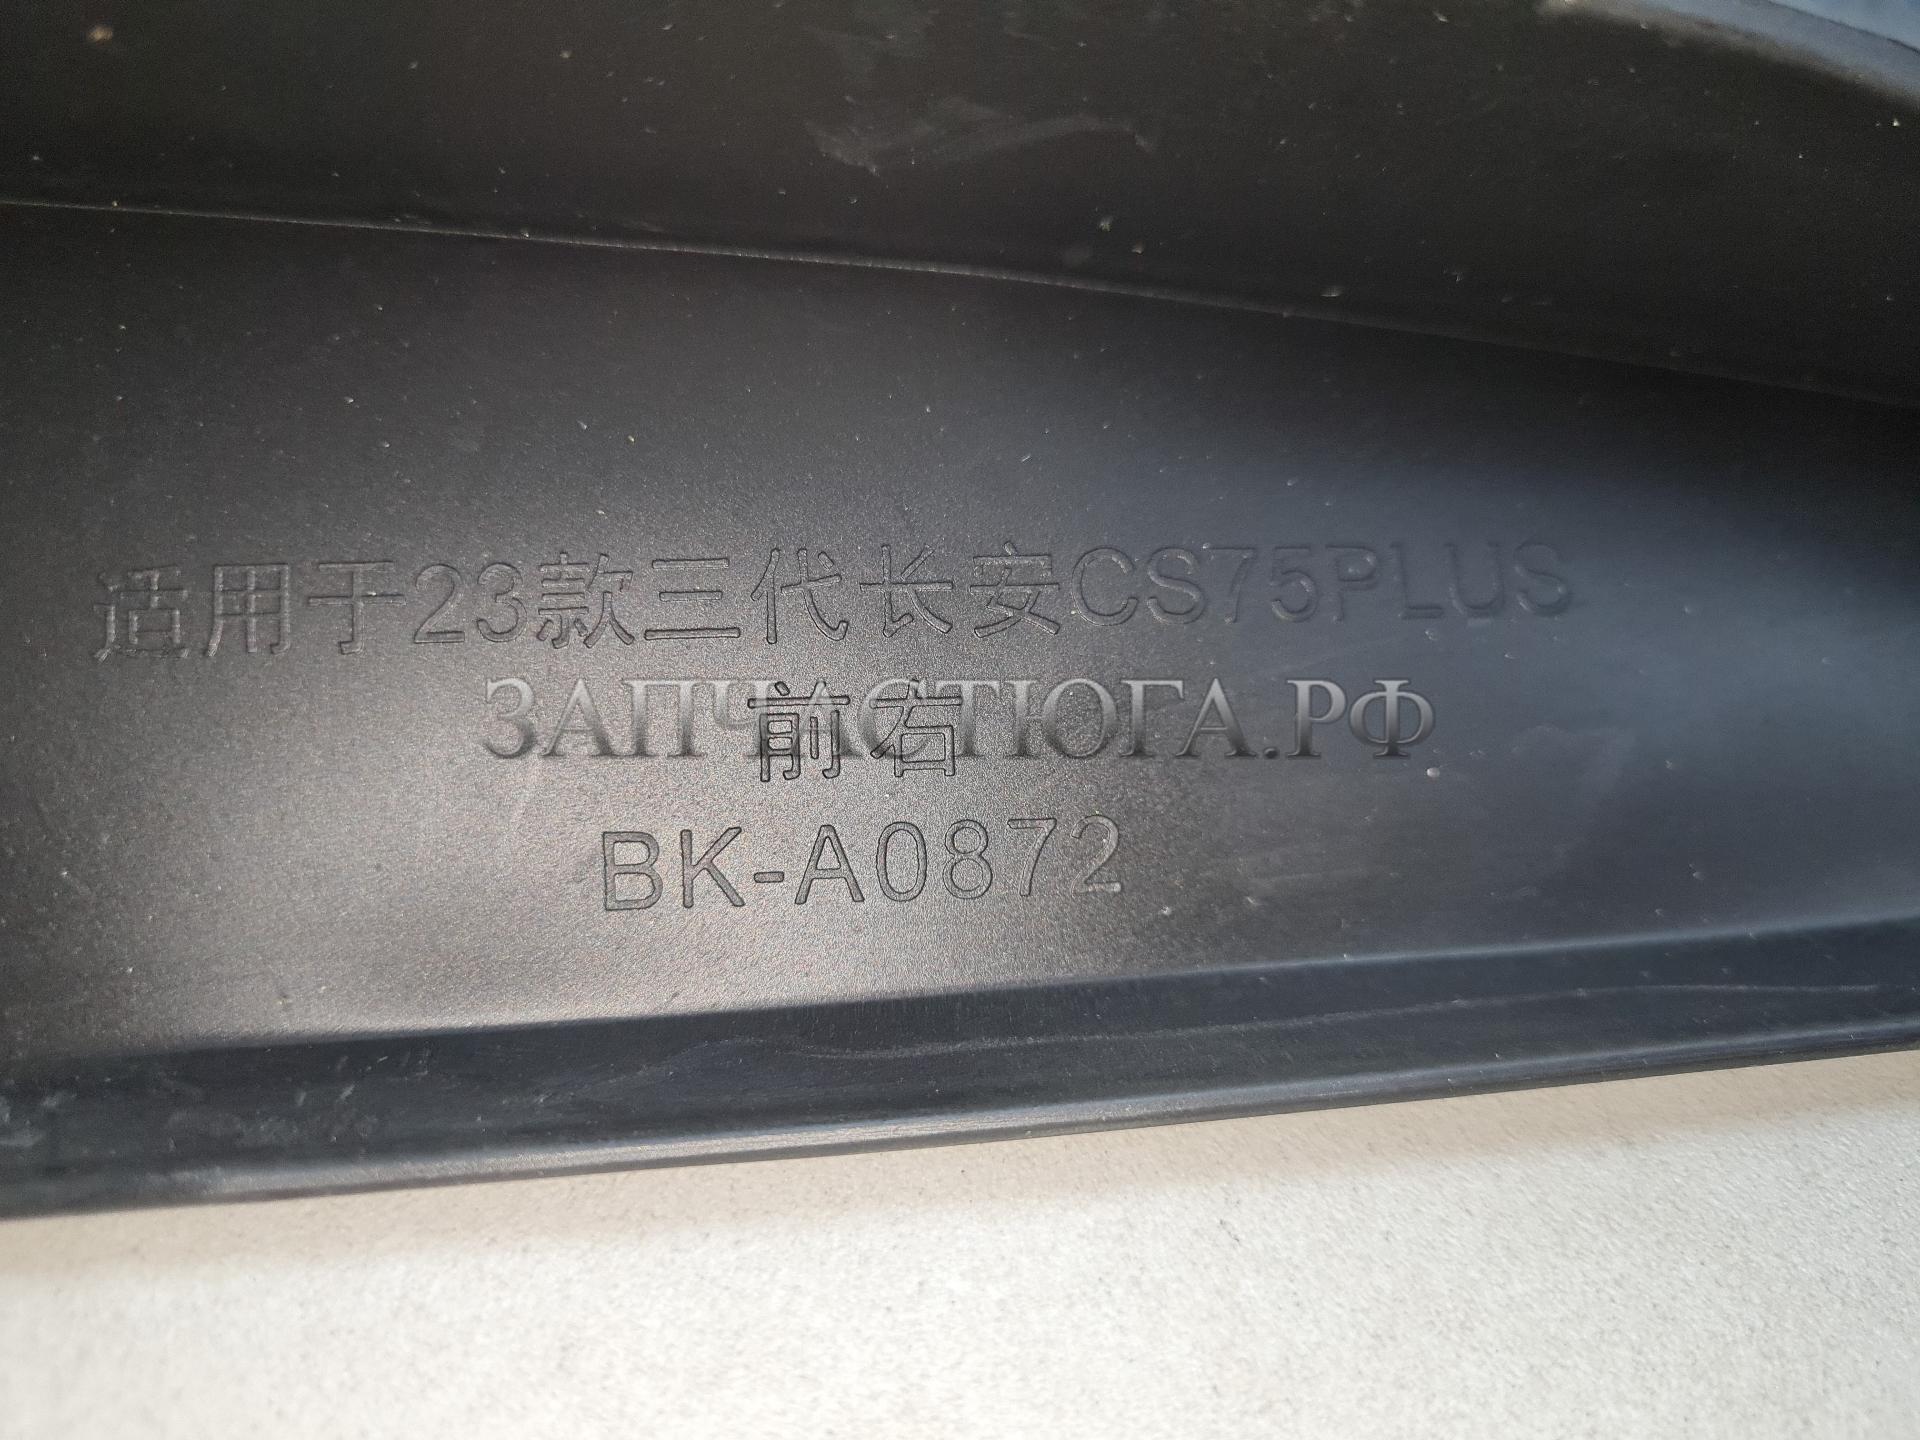 适用于23款三代长安CS75PLUS
ЗАПЧАСТЮГА.РФ
前右
BK-A0872